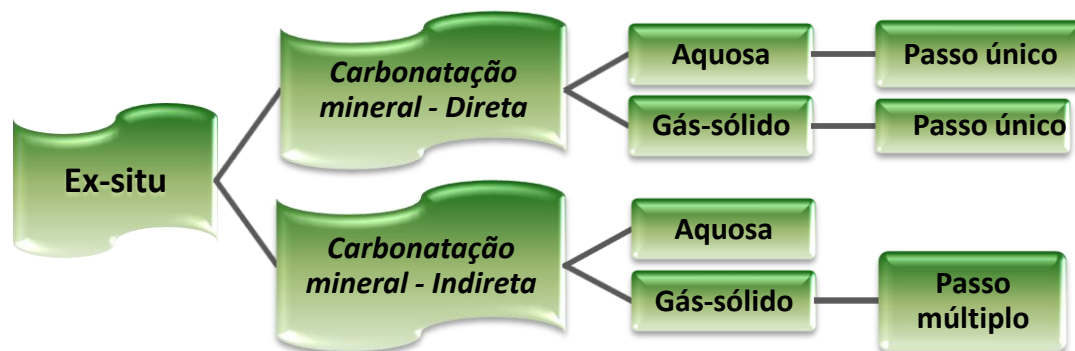 Ex-situ
Carbonatação
mineral - Direta
Aquosa
Passo único
Gás-sólido
Passo único
Carbonatação
mineral - Indireta
Aquosa
Gás-sólido
Passo
múltiplo